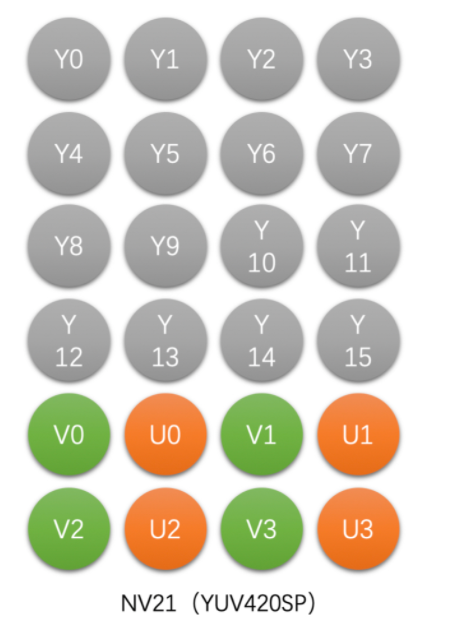 Y0 Y1 Y2 Y3
Y4 Y5 Y6 Y7
Y8 Y9 Y 10 Y 11
Y 12 Y 13 Y 14 Y 15
V0 U0 V1 U1
V2 U2 V3 U3
NV21（YUV420SP）